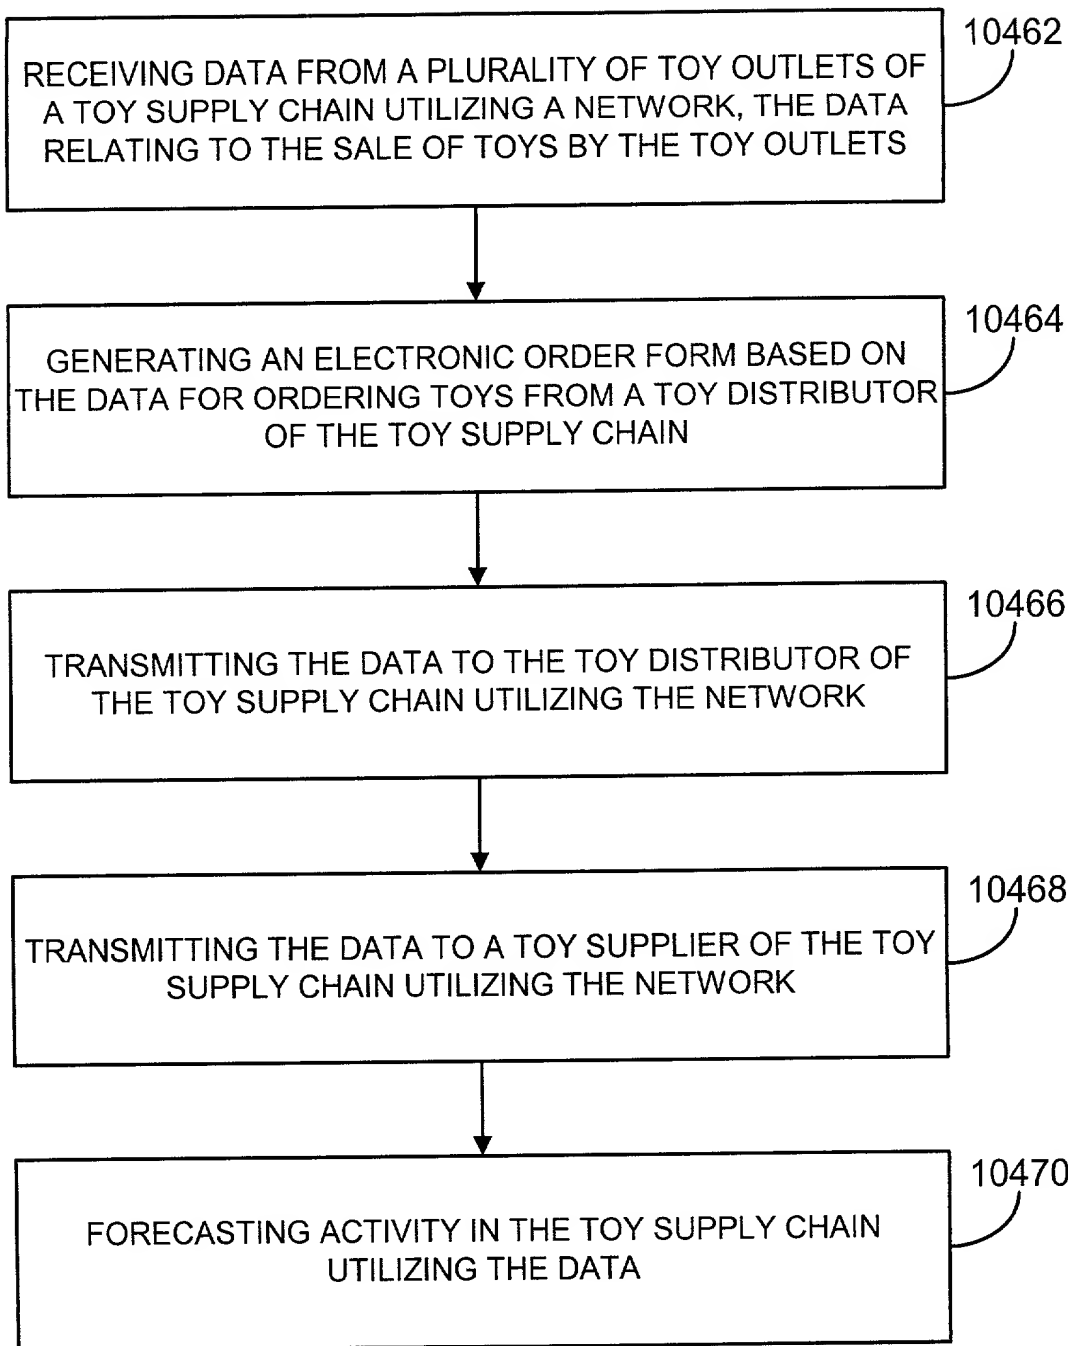 10462
RECEIVING DATA FROM A PLURALITY OF TOY OUTLETS OF
A TOY SUPPLY CHAIN UTILIZING A NETWORK, THE DATA
RELATING TO THE SALE OF TOYS BY THE TOY OUTLETS
10464
GENERATING AN ELECTRONIC ORDER FORM BASED ON
THE DATA FOR ORDERING TOYS FROM A TOY DISTRIBUTOR
OF THE TOY SUPPLY CHAIN
10466
TRANSMITTING THE DATA TO THE TOY DISTRIBUTOR OF
THE TOY SUPPLY CHAIN UTILIZING THE NETWORK
10468
TRANSMITTING THE DATA TO A TOY SUPPLIER OF THE TOY
SUPPLY CHAIN UTILIZING THE NETWORK
10470
FORECASTING ACTIVITY IN THE TOY SUPPLY CHAIN
UTILIZING THE DATA